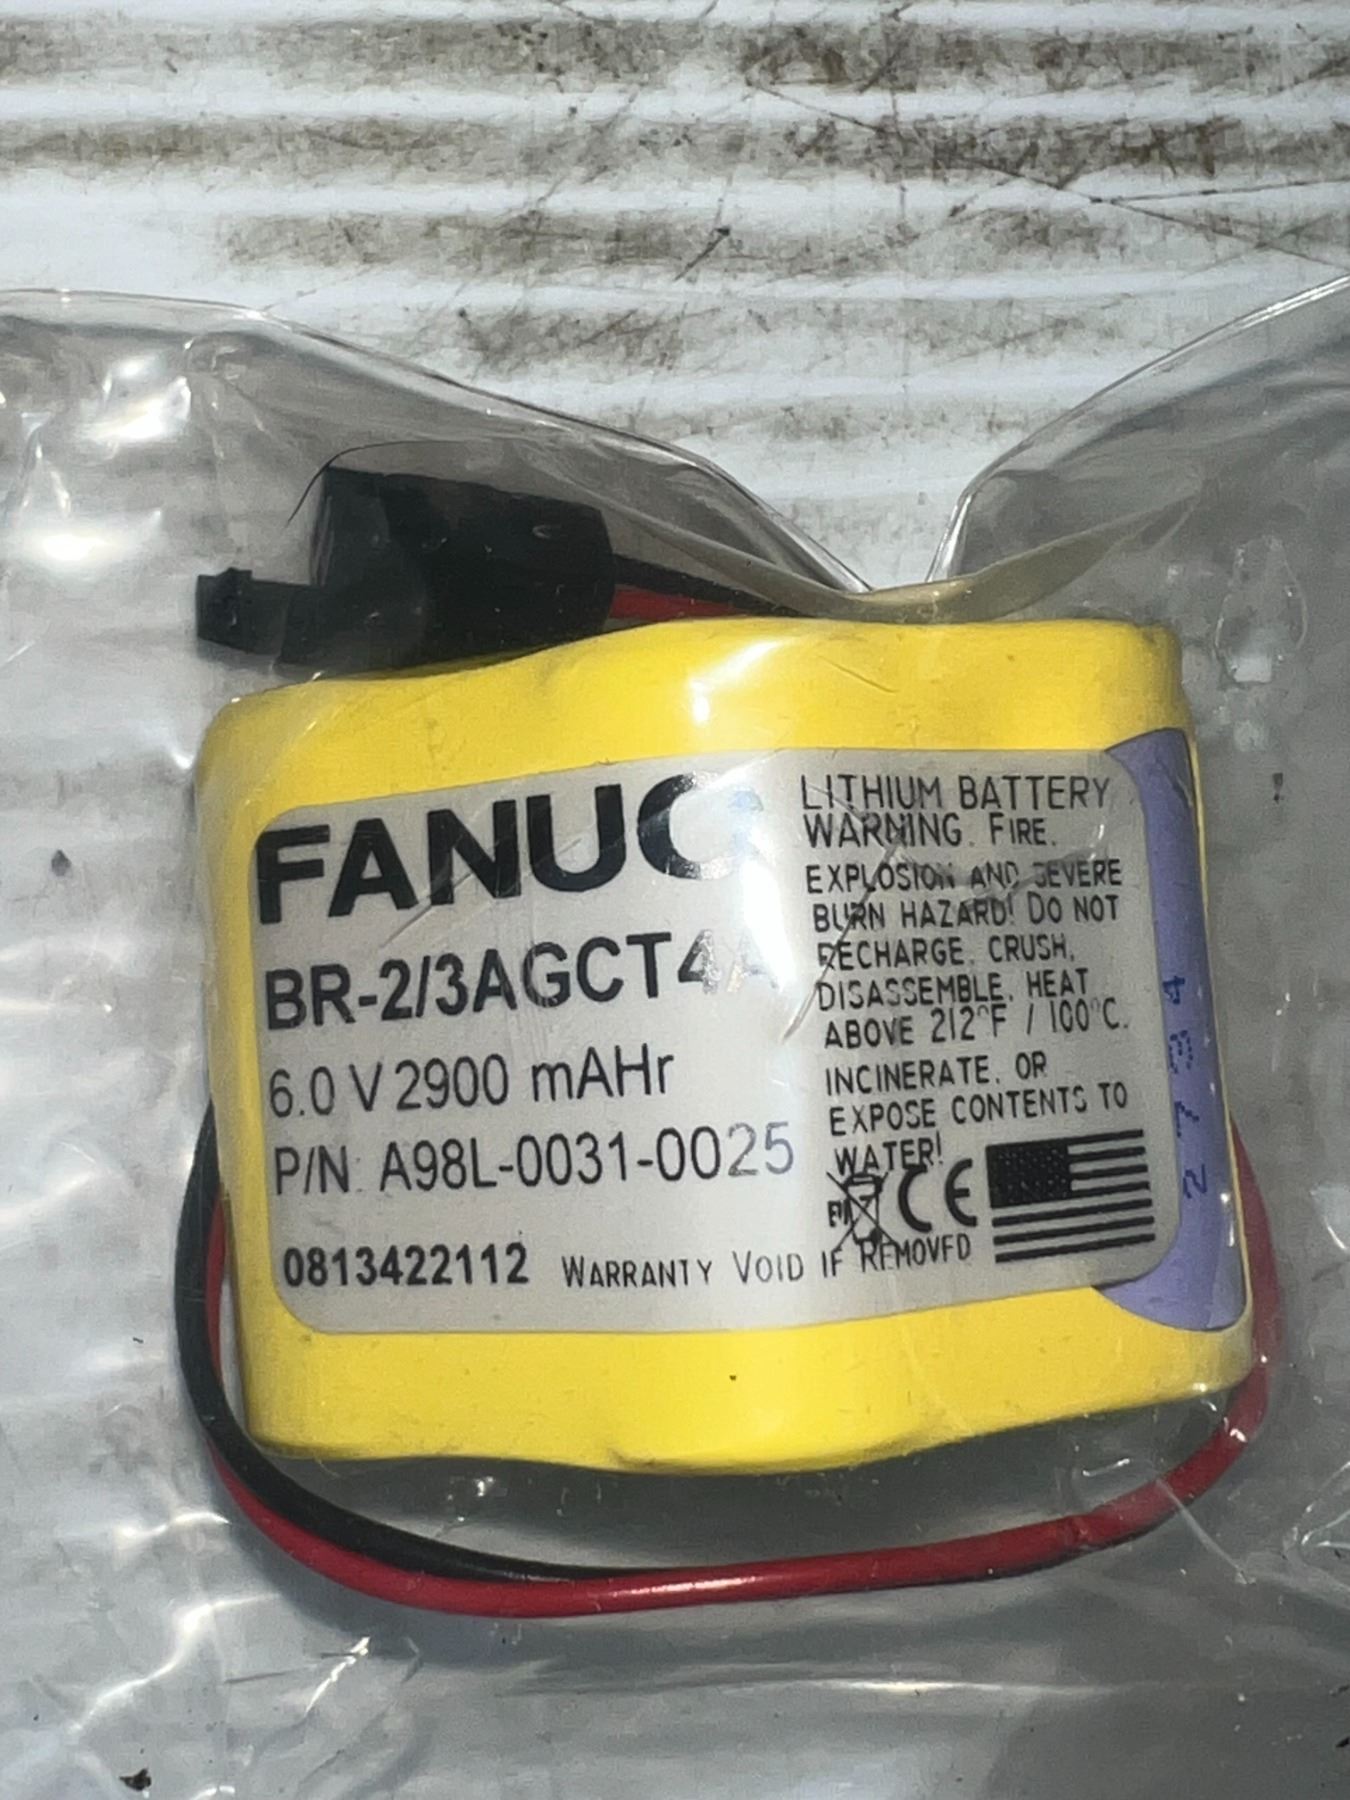 FANUC
BR-2/3AGCT4A
6.0 V 2900 mAHr
P/N: A98L-0031-0025
0813422112 WARRANTY VOID IF REMOVED
LITHIUM BATTERY
WARNING. FIRE.
EXPLOSION AND SEVERE
BURN HAZARD! DO NOT
RECHARGE. CRUSH.
DISASSEMBLE. HEAT
ABOVE 212°F / 100°C.
INCINERATE. OR
EXPOSE CONTENTS TO
WATER!
CE
2734